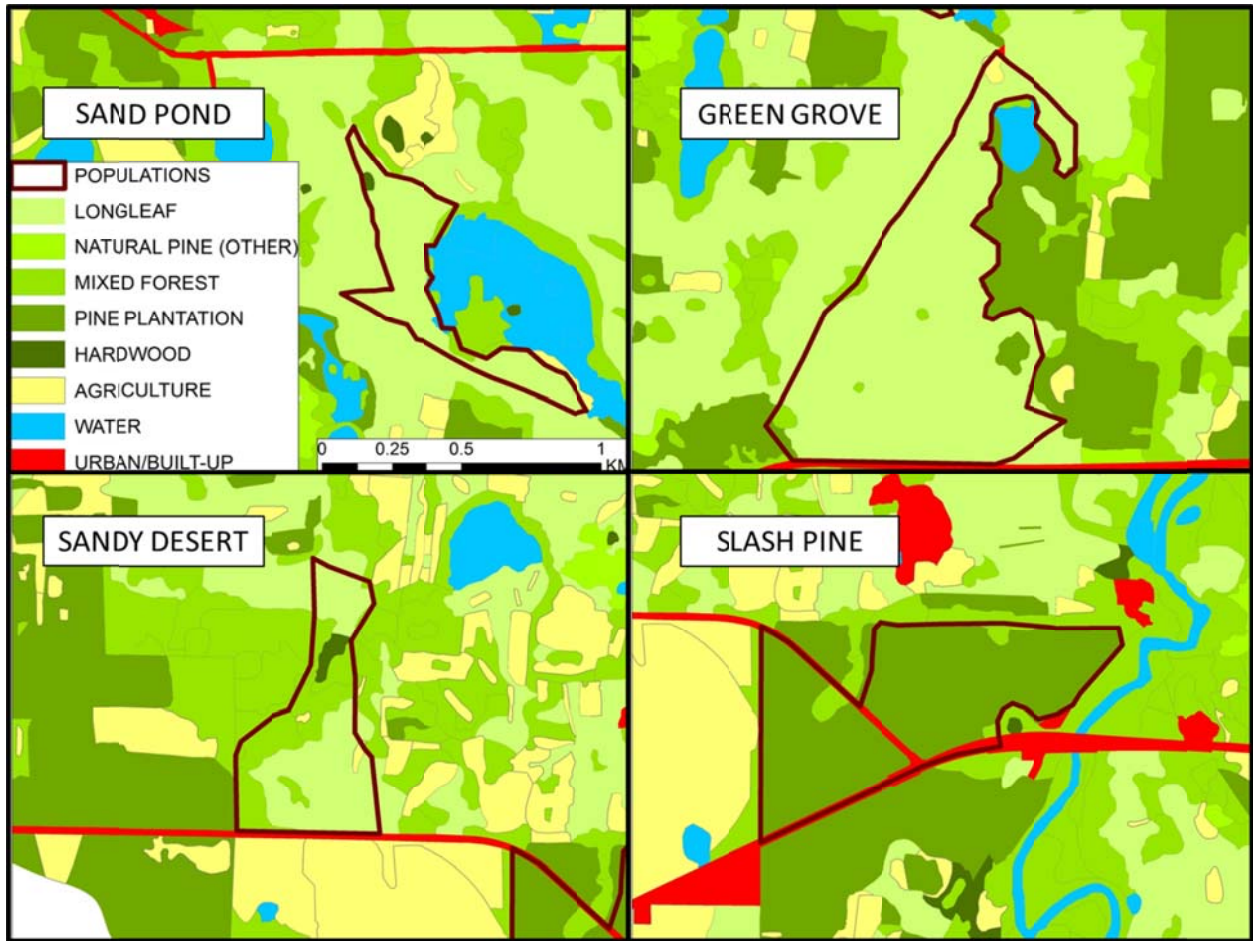 SAND POND
POPULATIONS
LONGLEAF
NATURAL PINE (OTHER)
MIXED FOREST
PINE PLANTATION
HARDWOOD
AGRICULTURE
WATER
URBAN/BUILT-UP
0 0.25 0.5 1
KM
GREEN GROVE
SANDY DESERT
SLASH PINE